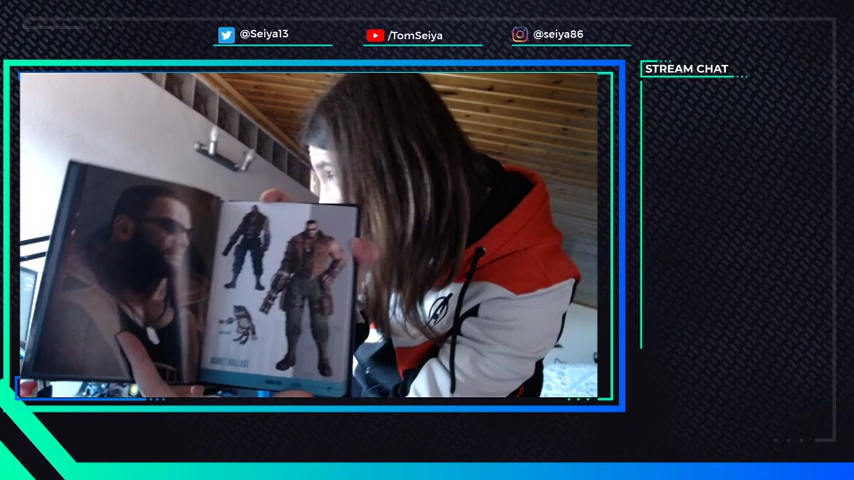 @Seiya13
/TomSeiya
@seiya86
STREAM CHAT
BARRET WALLACE